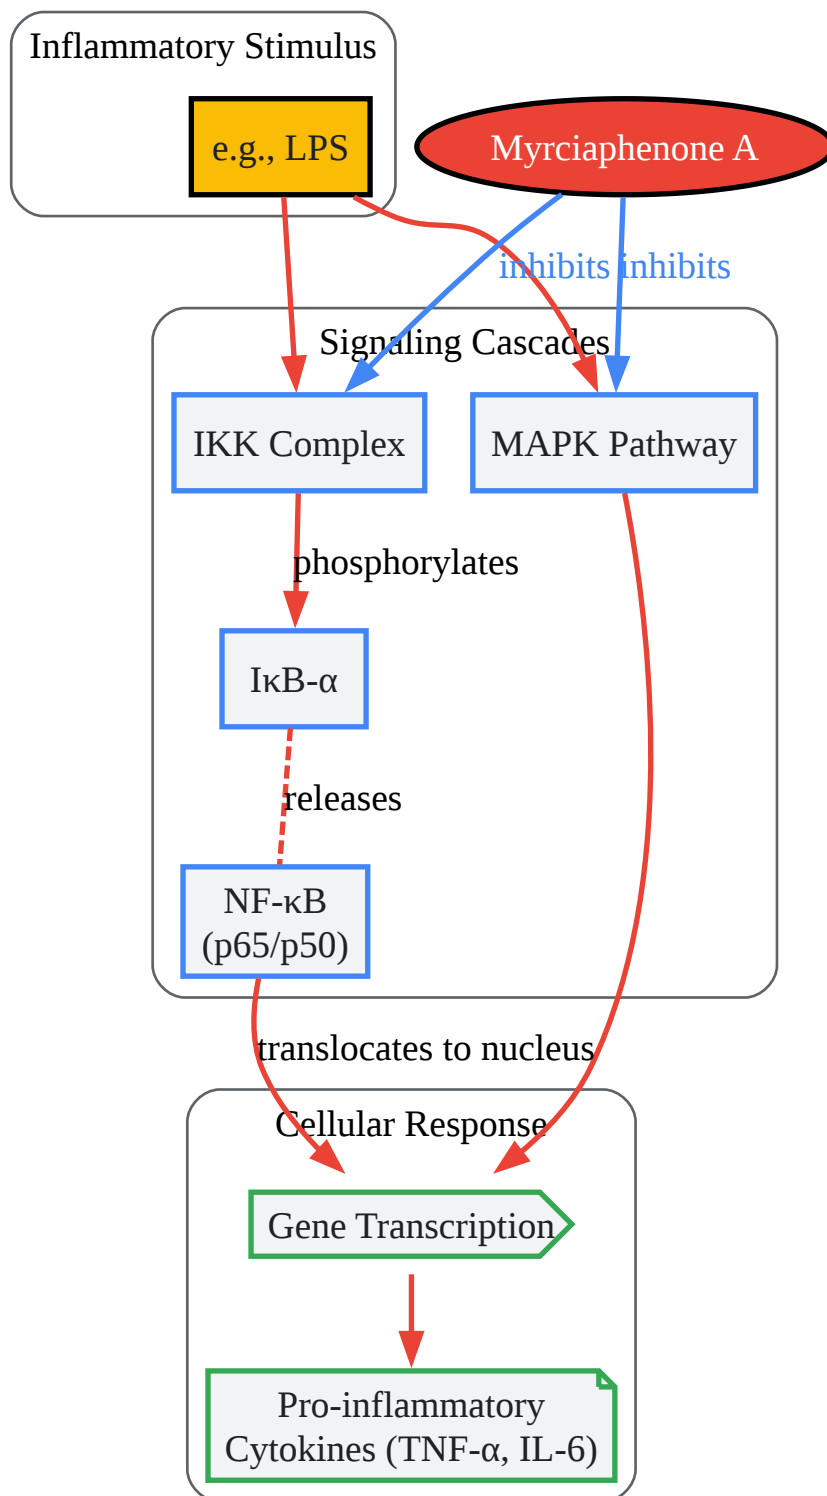 Inflammatory Stimulus
e.g., LPS
Myrciaphenone A
inhibits
inhibits
Signaling Cascades
IKK Complex
MAPK Pathway
phosphorylates
IκB-α
releases
NF-κB
(p65/p50)
translocates to nucleus
Cellular Response
Gene Transcription
Pro-inflammatory
Cytokines (TNF-α, IL-6)